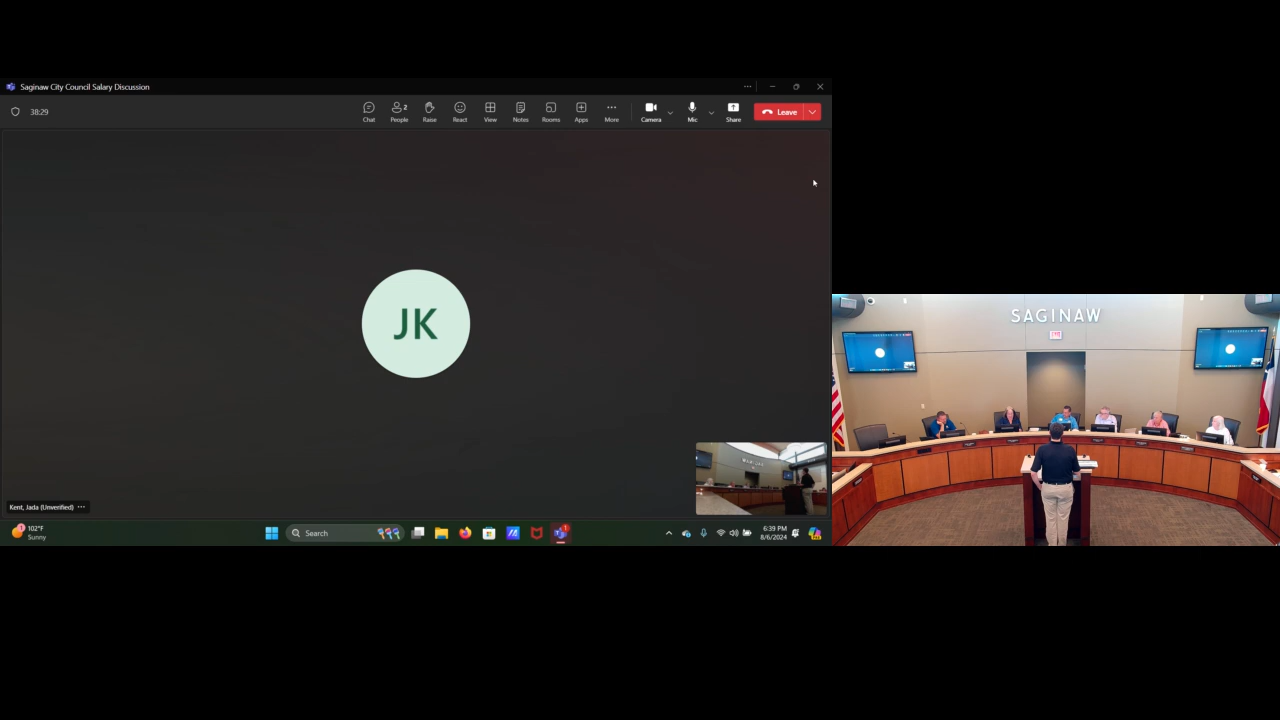 Saginaw City Council Salary Discussion
38:29
Chat
People
2
Raise
React
View
Notes
Rooms
Apps
More
Camera
Mic
Share
Leave
JK
Kent, Jada (Unverified)
102°F
Sunny
Search
6:39 PM
8/6/2024
SAGINAW